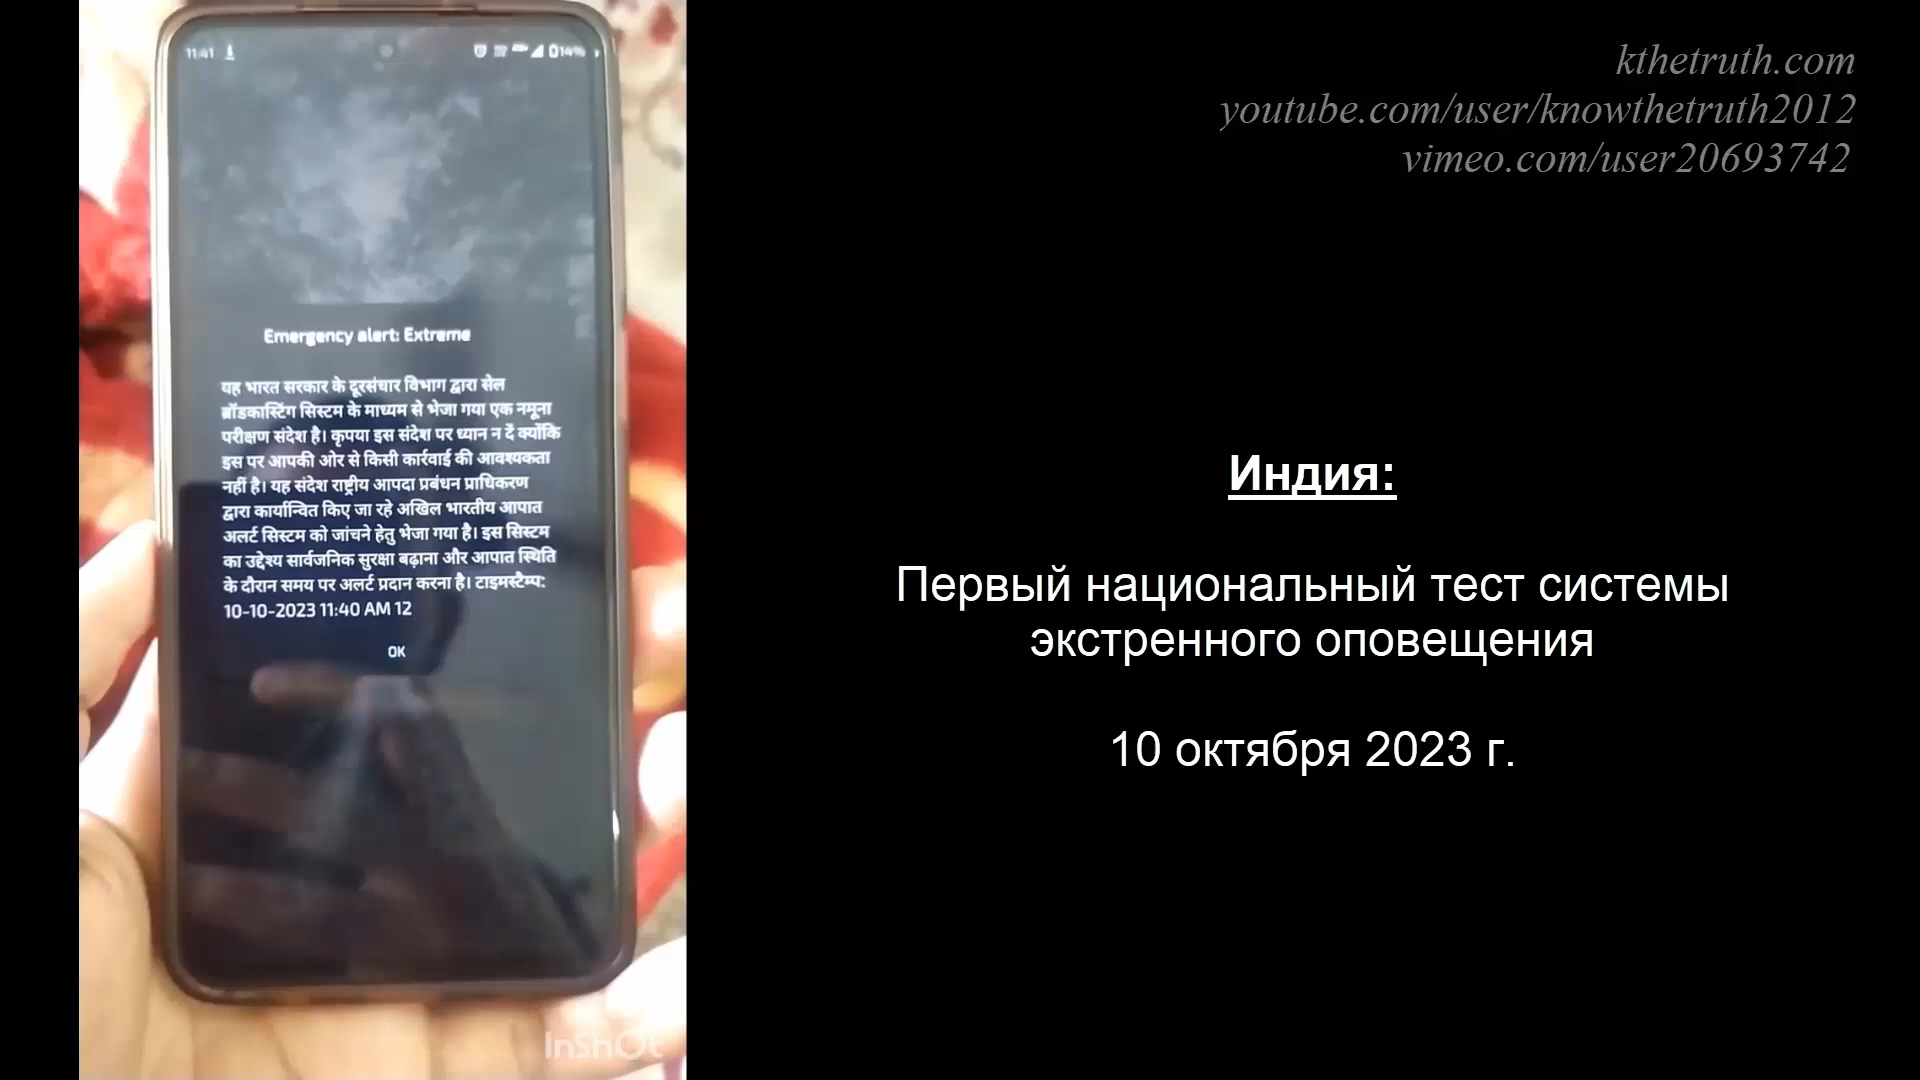 11:41
14%
Emergency alert: Extreme
यह भारत सरकार के दूरसंचार विभाग द्वारा सेल
ब्रॉडकास्टिंग सिस्टम के माध्यम से भेजा गया एक नमूना
परीक्षण संदेश है। कृपया इस संदेश पर ध्यान न दें क्योंकि
इस पर आपकी ओर से किसी कार्रवाई की आवश्यकता
नहीं है। यह संदेश राष्ट्रीय आपदा प्रबंधन प्राधिकरण
द्वारा कार्यान्वित किए जा रहे अखिल भारतीय आपात
अलर्ट सिस्टम को जांचने हेतु भेजा गया है। इस सिस्टम
का उद्देश्य सार्वजनिक सुरक्षा बढ़ाना और आपात स्थिति
के दौरान समय पर अलर्ट प्रदान करना है। टाइमस्टैम्प:
10-10-2023 11:40 AM 12
OK
InShOt
kthetruth.com
youtube.com/user/knowthetruth2012
vimeo.com/user20693742
Индия:
Первый национальный тест системы
экстренного оповещения
10 октября 2023 г.